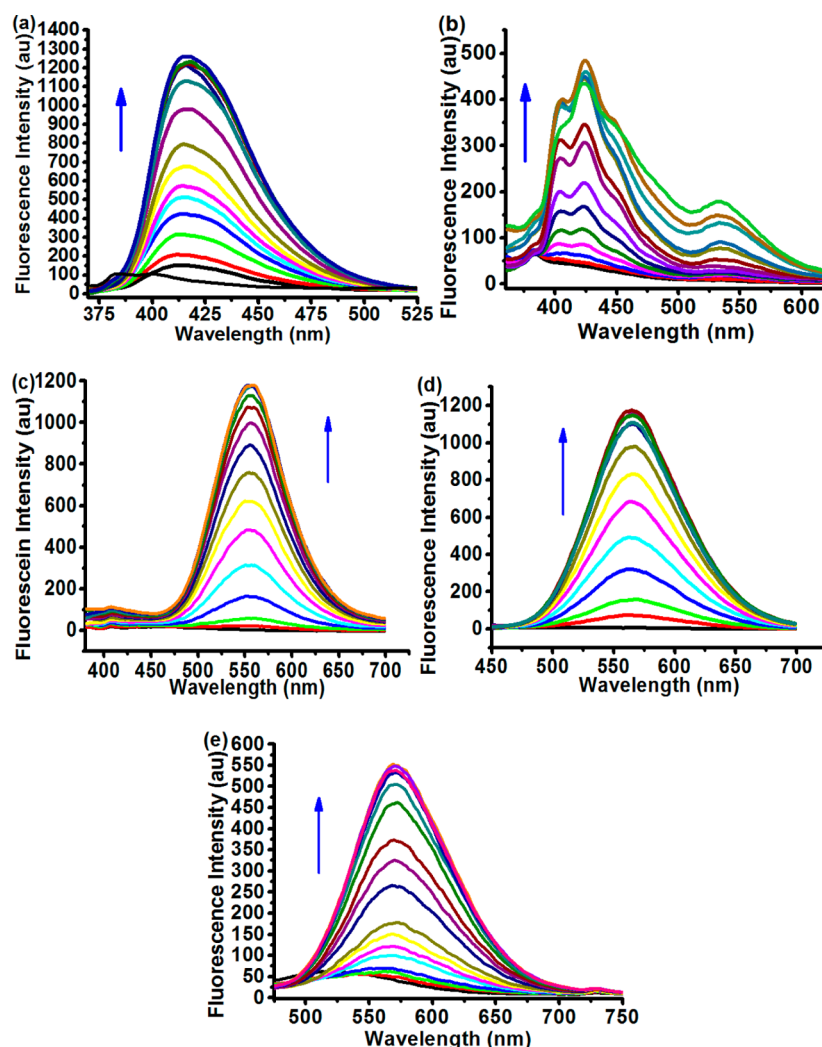 (a)
1400
1300
1200
1100
1000
900
800
700
600
500
400
300
200
100
0
Fluorescence Intensity (au)
375 400 425 450 475 500 525
Wavelength (nm)
(b)
500
400
300
200
100
0
Fluorescence Intensity (au)
400 450 500 550 600
Wavelength (nm)
(c)
1200
1000
800
600
400
200
0
Fluorescein Intensity (au)
400 450 500 550 600 650 700
Wavelength (nm)
(d)
1200
1000
800
600
400
200
0
Fluorescence Intensity (au)
450 500 550 600 650 700
Wavelength (nm)
(e)
600
550
500
450
400
350
300
250
200
150
100
50
0
Fluorescence Intensity (au)
500 550 600 650 700 750
Wavelength (nm)